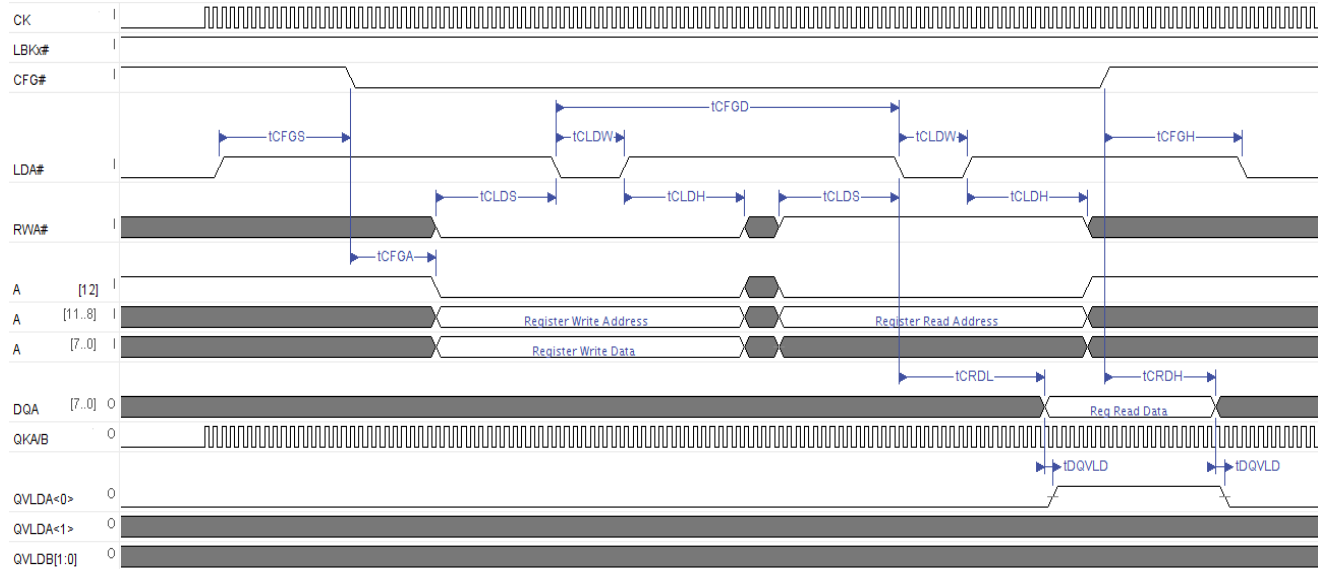 CK I
LBKx# I
CFG# I
tCFGD
tCFGS tCLDW tCLDW tCFGH
LDA# I
tCLDS tCLDH tCLDS tCLDH
RWA# I
tCFGA
A [12] I
A [11..8] I Register Write Address Register Read Address
A [7..0] I Register Write Data
tCRDL tCRDH
DQA [7..0] O Reg Read Data
QKA/B O
tDQVLD tDQVLD
QVLDA<0> O
QVLDA<1> O
QVLDB[1:0] O